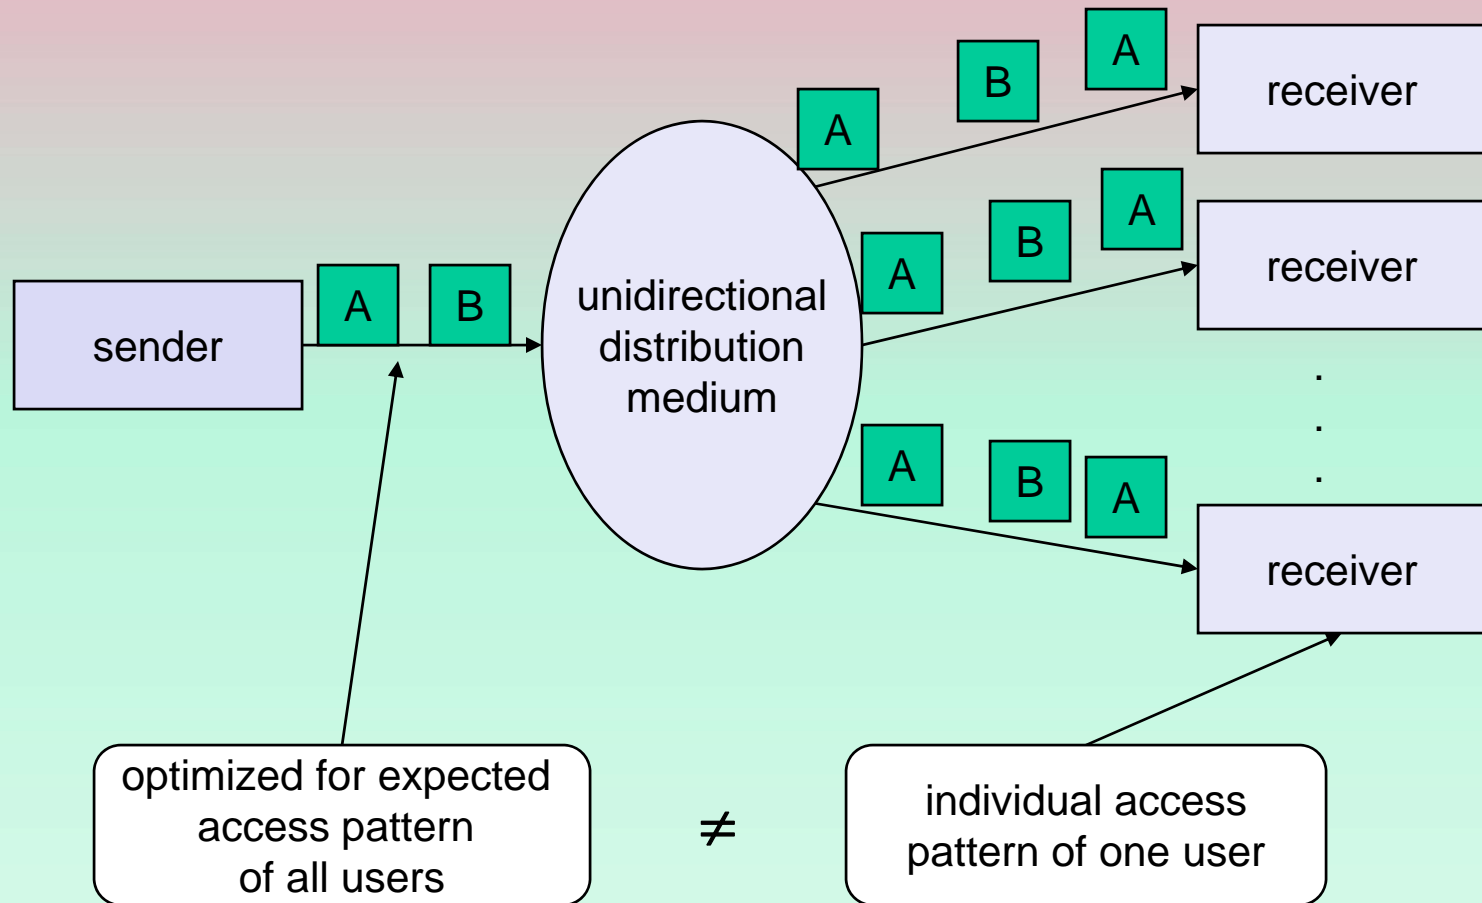 A
B
receiver
A
A
B
receiver
A
A
B
sender
unidirectional
distribution
medium
.
.
.
A
B
A
receiver
optimized for expected
access pattern
of all users
≠
individual access
pattern of one user